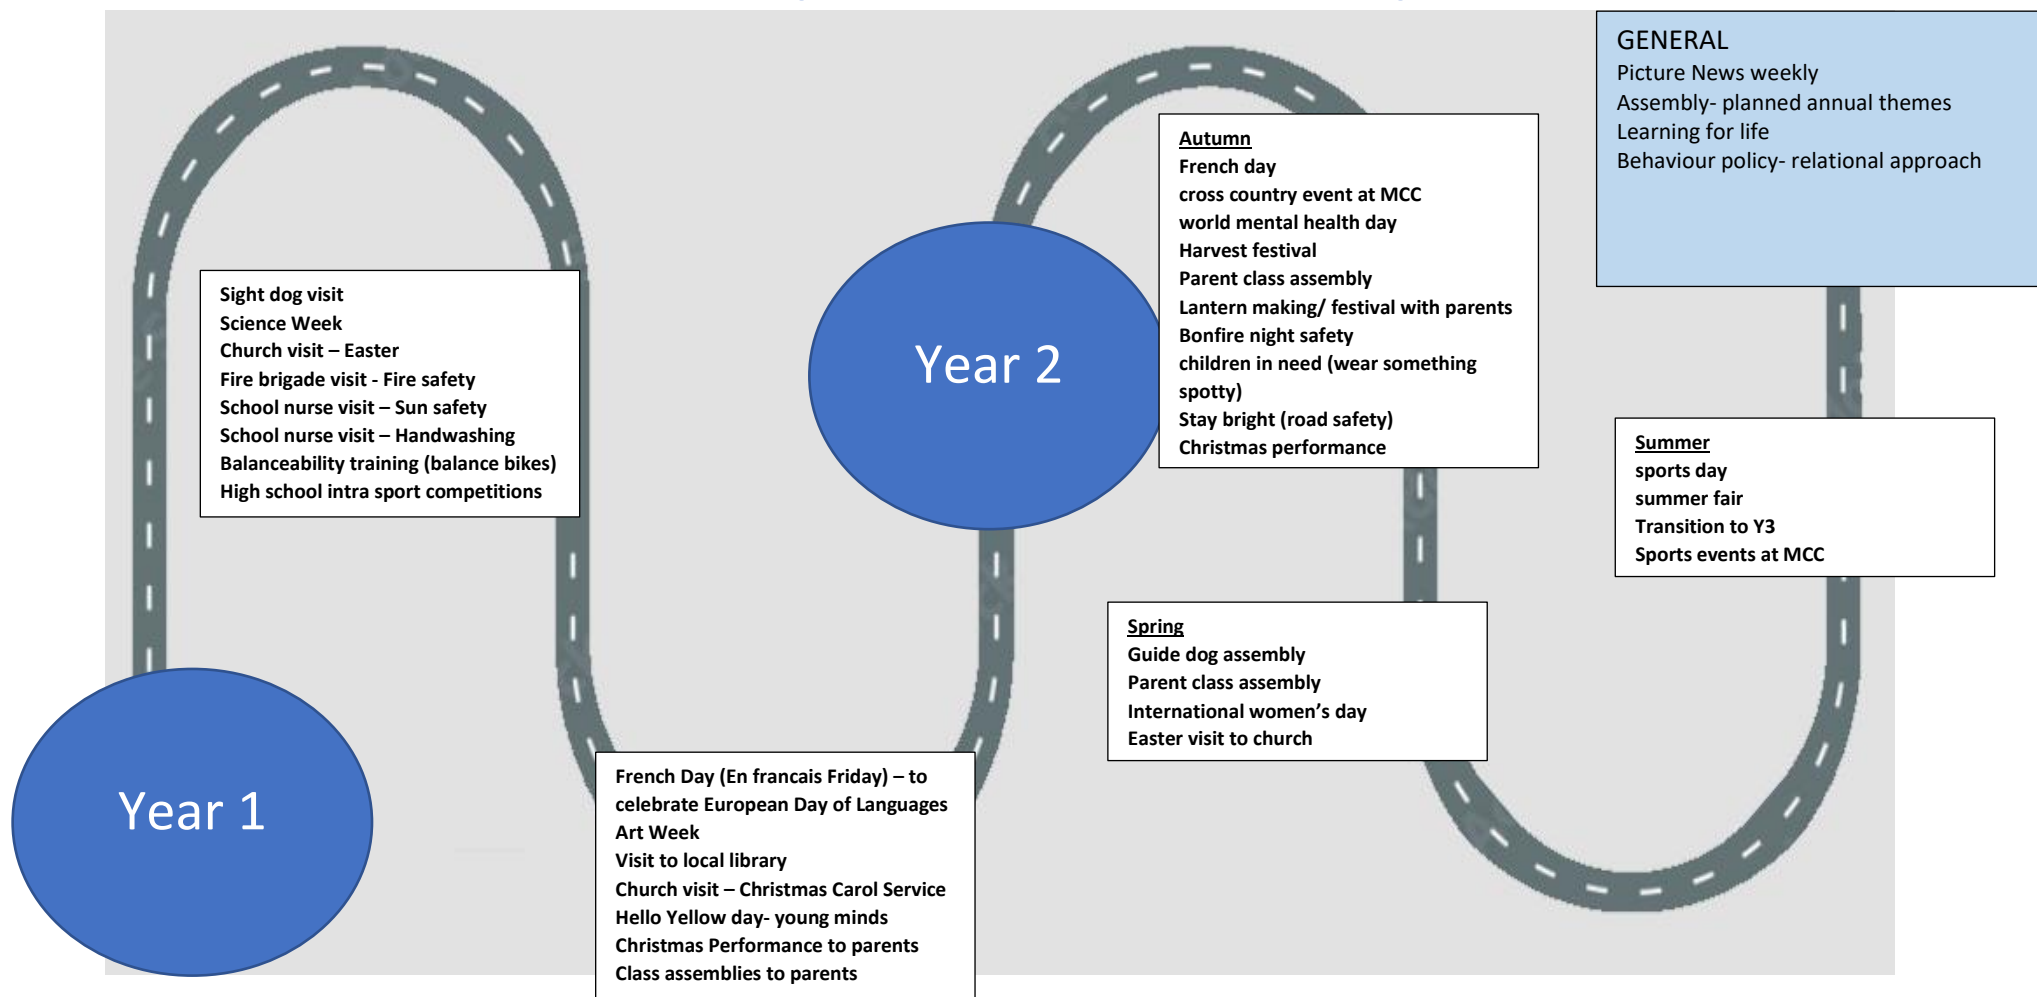 Year 1
Sight dog visit
Science Week
Church visit – Easter
Fire brigade visit - Fire safety
School nurse visit – Sun safety
School nurse visit – Handwashing
Balanceability training (balance bikes)
High school intra sport competitions
French Day (En francais Friday) – to
celebrate European Day of Languages
Art Week
Visit to local library
Church visit – Christmas Carol Service
Hello Yellow day- young minds
Christmas Performance to parents
Class assemblies to parents
Year 2
Autumn
French day
cross country event at MCC
world mental health day
Harvest festival
Parent class assembly
Lantern making/ festival with parents
Bonfire night safety
children in need (wear something
spotty)
Stay bright (road safety)
Christmas performance
Spring
Guide dog assembly
Parent class assembly
International women’s day
Easter visit to church
Summer
sports day
summer fair
Transition to Y3
Sports events at MCC
GENERAL
Picture News weekly
Assembly- planned annual themes
Learning for life
Behaviour policy- relational approach